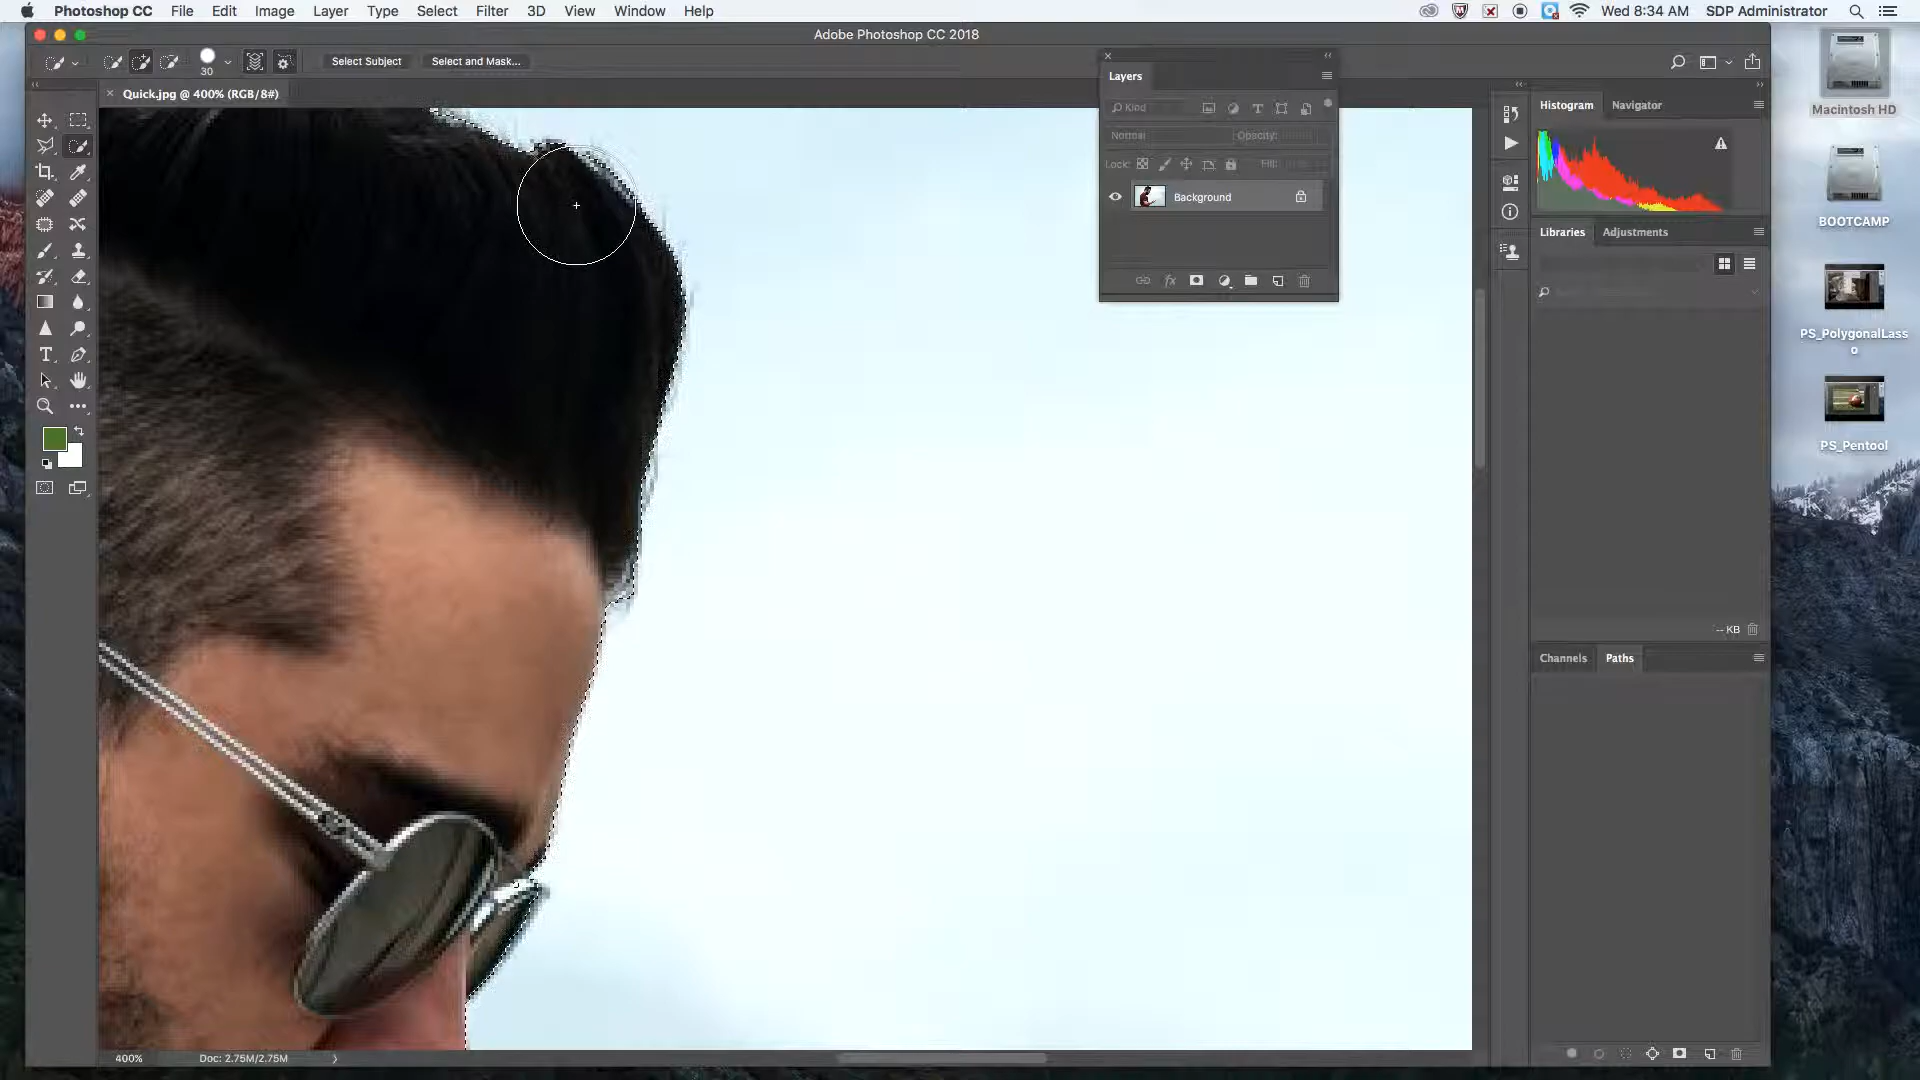 Photoshop CC File Edit Image Layer Type Select Filter 3D View Window Help Wed 8:34 AM SDP Administrator
Adobe Photoshop CC 2018
30 Select Subject Select and Mask...
Quick.jpg @ 400% (RGB/8#)
Layers
Kind
Normal Opacity:
Lock: Fill:
Background
fx
Histogram Navigator
Libraries Adjustments
-- KB
Channels Paths
Macintosh HD
BOOTCAMP
PS_PolygonalLass
o
PS_Pentool
400% Doc: 2.75M/2.75M